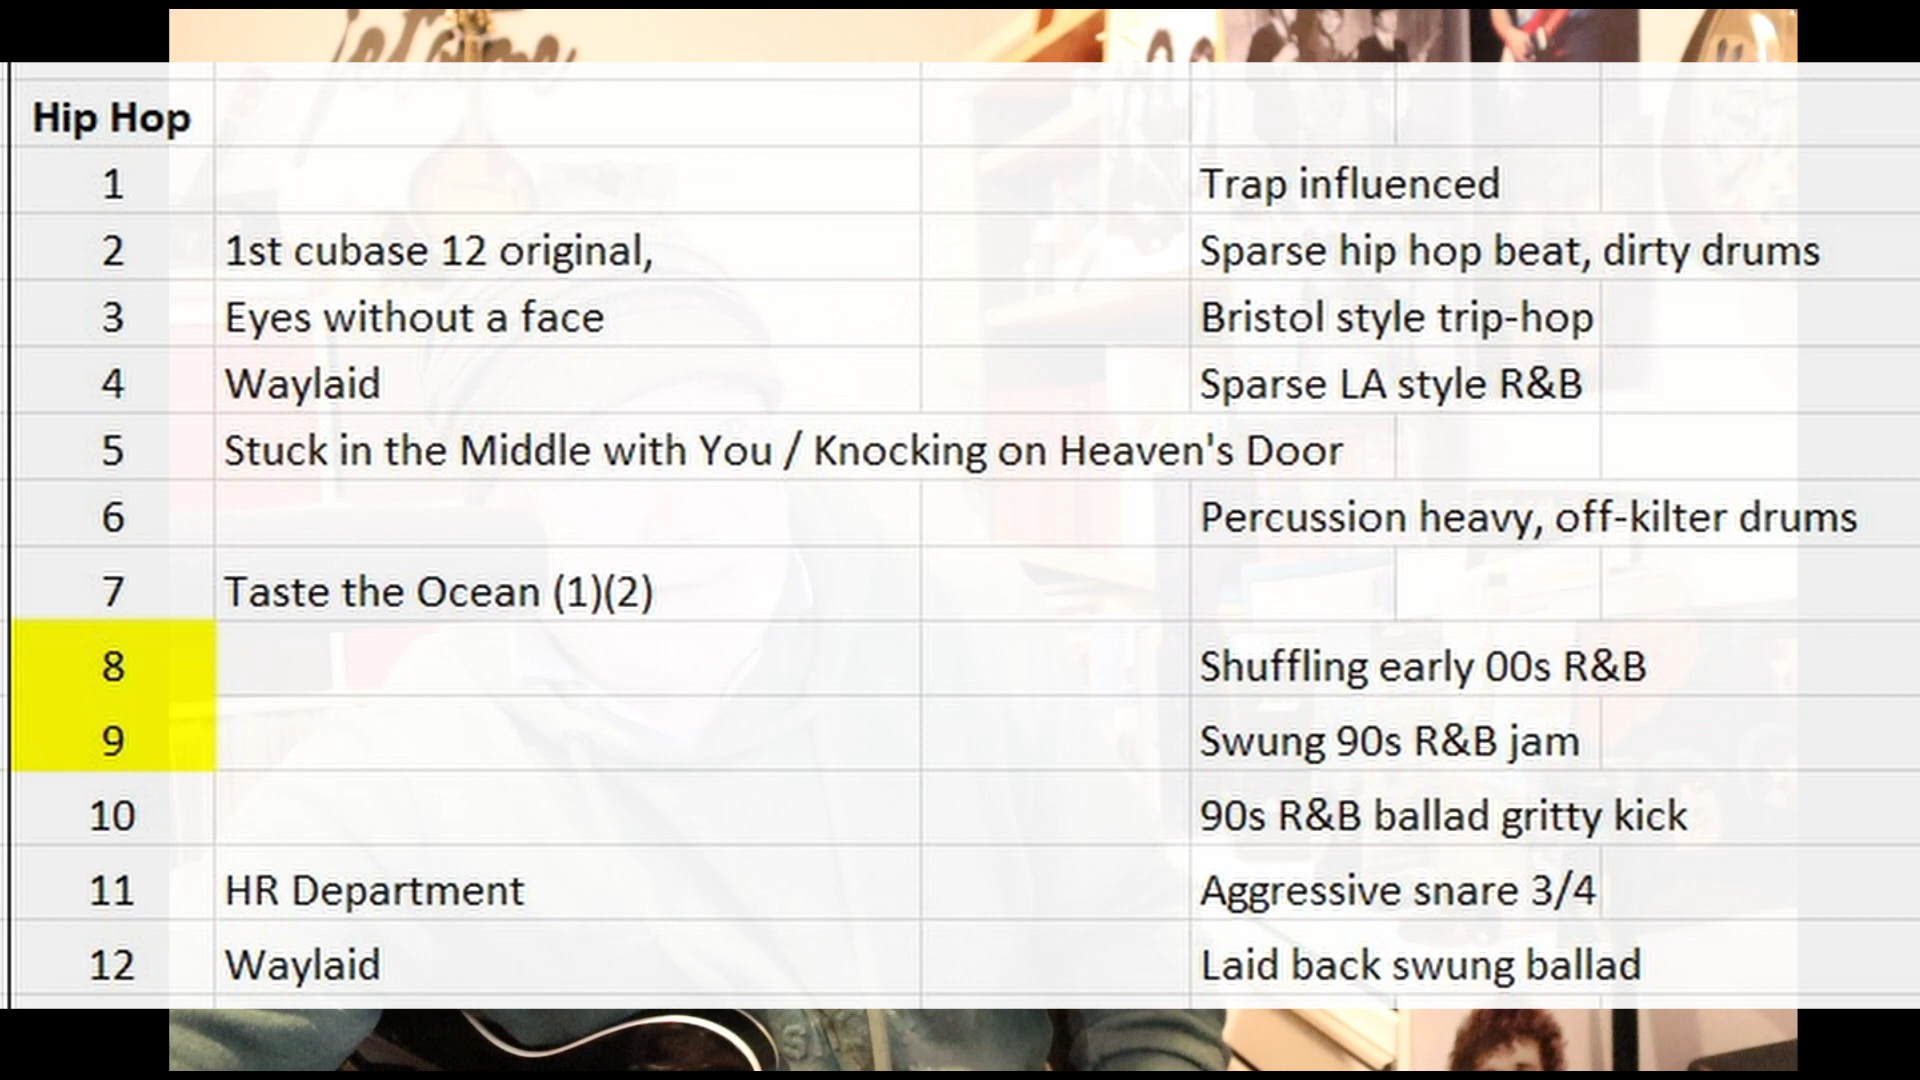 Hip Hop
1 Trap influenced
2 1st cubase 12 original, Sparse hip hop beat, dirty drums
3 Eyes without a face Bristol style trip-hop
4 Waylaid Sparse LA style R&B
5 Stuck in the Middle with You / Knocking on Heaven's Door
6 Percussion heavy, off-kilter drums
7 Taste the Ocean (1)(2)
8 Shuffling early 00s R&B
9 Swung 90s R&B jam
10 90s R&B ballad gritty kick
11 HR Department Aggressive snare 3/4
12 Waylaid Laid back swung ballad